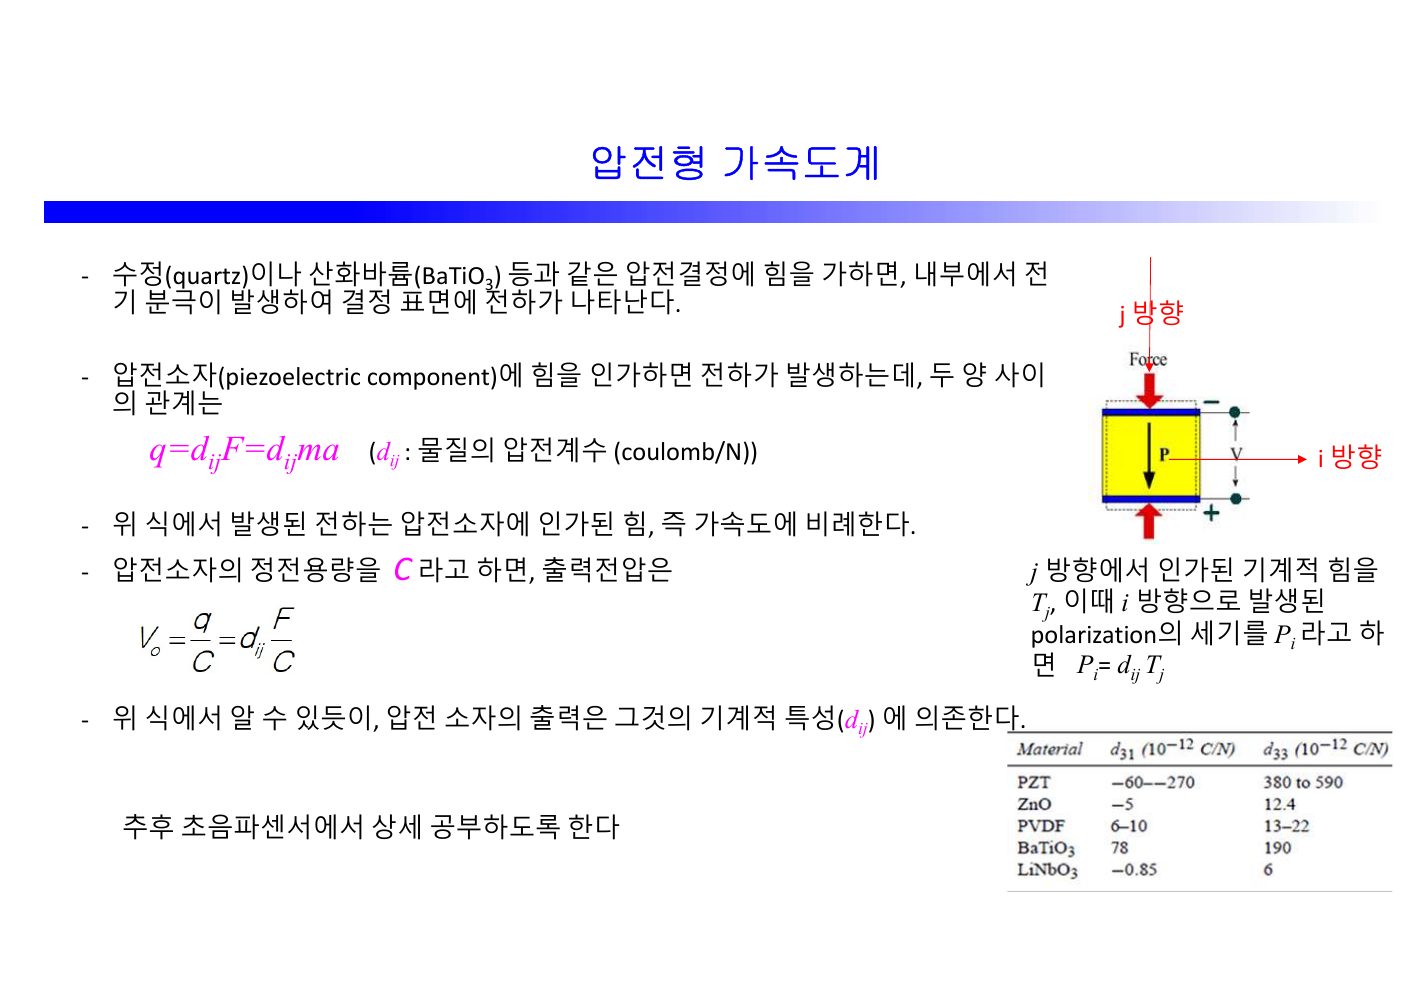 압전형 가속도계
- 수정(quartz)이나 산화바륨(BaTiO3) 등과 같은 압전결정에 힘을 가하면, 내부에서 전
기 분극이 발생하여 결정 표면에 전하가 나타난다.
- 압전소자(piezoelectric component)에 힘을 인가하면 전하가 발생하는데, 두 양 사이
의 관계는
q=dijF=dijma (dij : 물질의 압전계수 (coulomb/N))
- 위 식에서 발생된 전하는 압전소자에 인가된 힘, 즉 가속도에 비례한다.
- 압전소자의 정전용량을 C 라고 하면, 출력전압은
Vo = q/C = dij F/C
- 위 식에서 알 수 있듯이, 압전 소자의 출력은 그것의 기계적 특성(dij) 에 의존한다.
추후 초음파센서에서 상세 공부하도록 한다
j 방향
Force
−
P
V
i 방향
+
j 방향에서 인가된 기계적 힘을
Tj, 이때 i 방향으로 발생된
polarization의 세기를 Pi 라고 하
면 Pi= dij Tj
Material d31 (10−12 C/N) d33 (10−12 C/N)
PZT −60−−270 380 to 590
ZnO −5 12.4
PVDF 6–10 13–22
BaTiO3 78 190
LiNbO3 −0.85 6